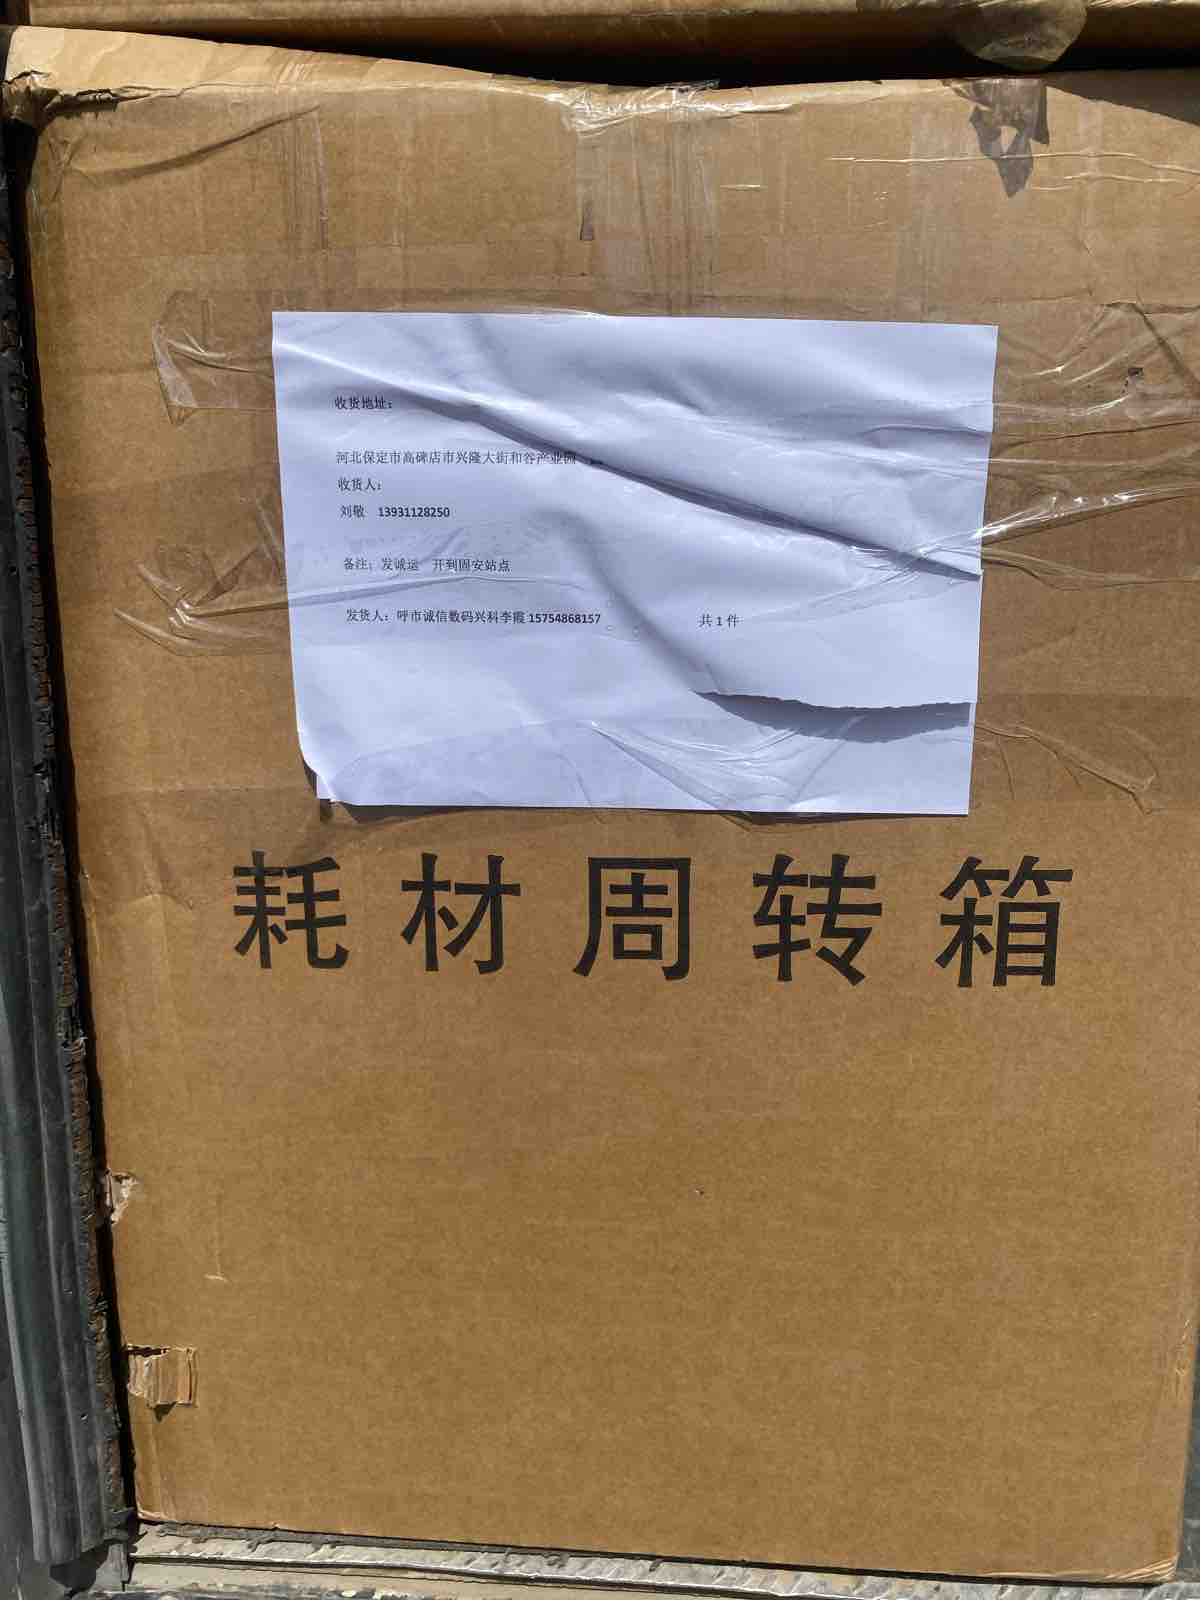 收货地址：
河北保定市高碑店市兴隆大街和谷产业园
收货人：
刘敬 13931128250
备注：发诚运 开到固安站点
发货人：呼市诚信数码兴科李霞 15754868157 共 1 件
耗材周转箱